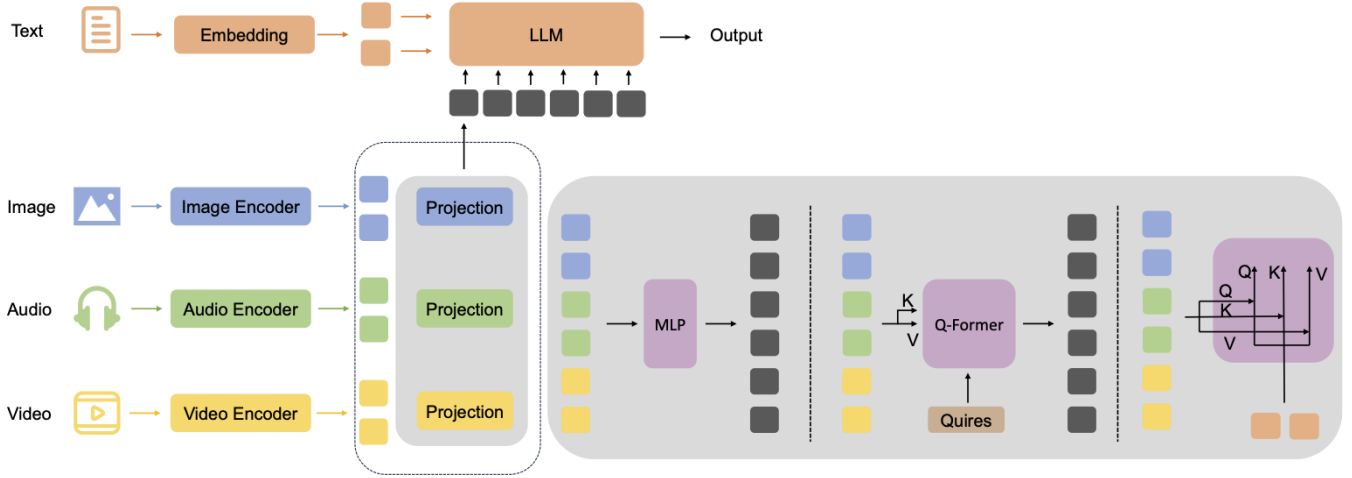 Text
Embedding
LLM
Output
Image
Image Encoder
Projection
Audio
Audio Encoder
Projection
Video
Video Encoder
Projection
MLP
K
V
Q-Former
Quires
Q
K
V
Q
K
V